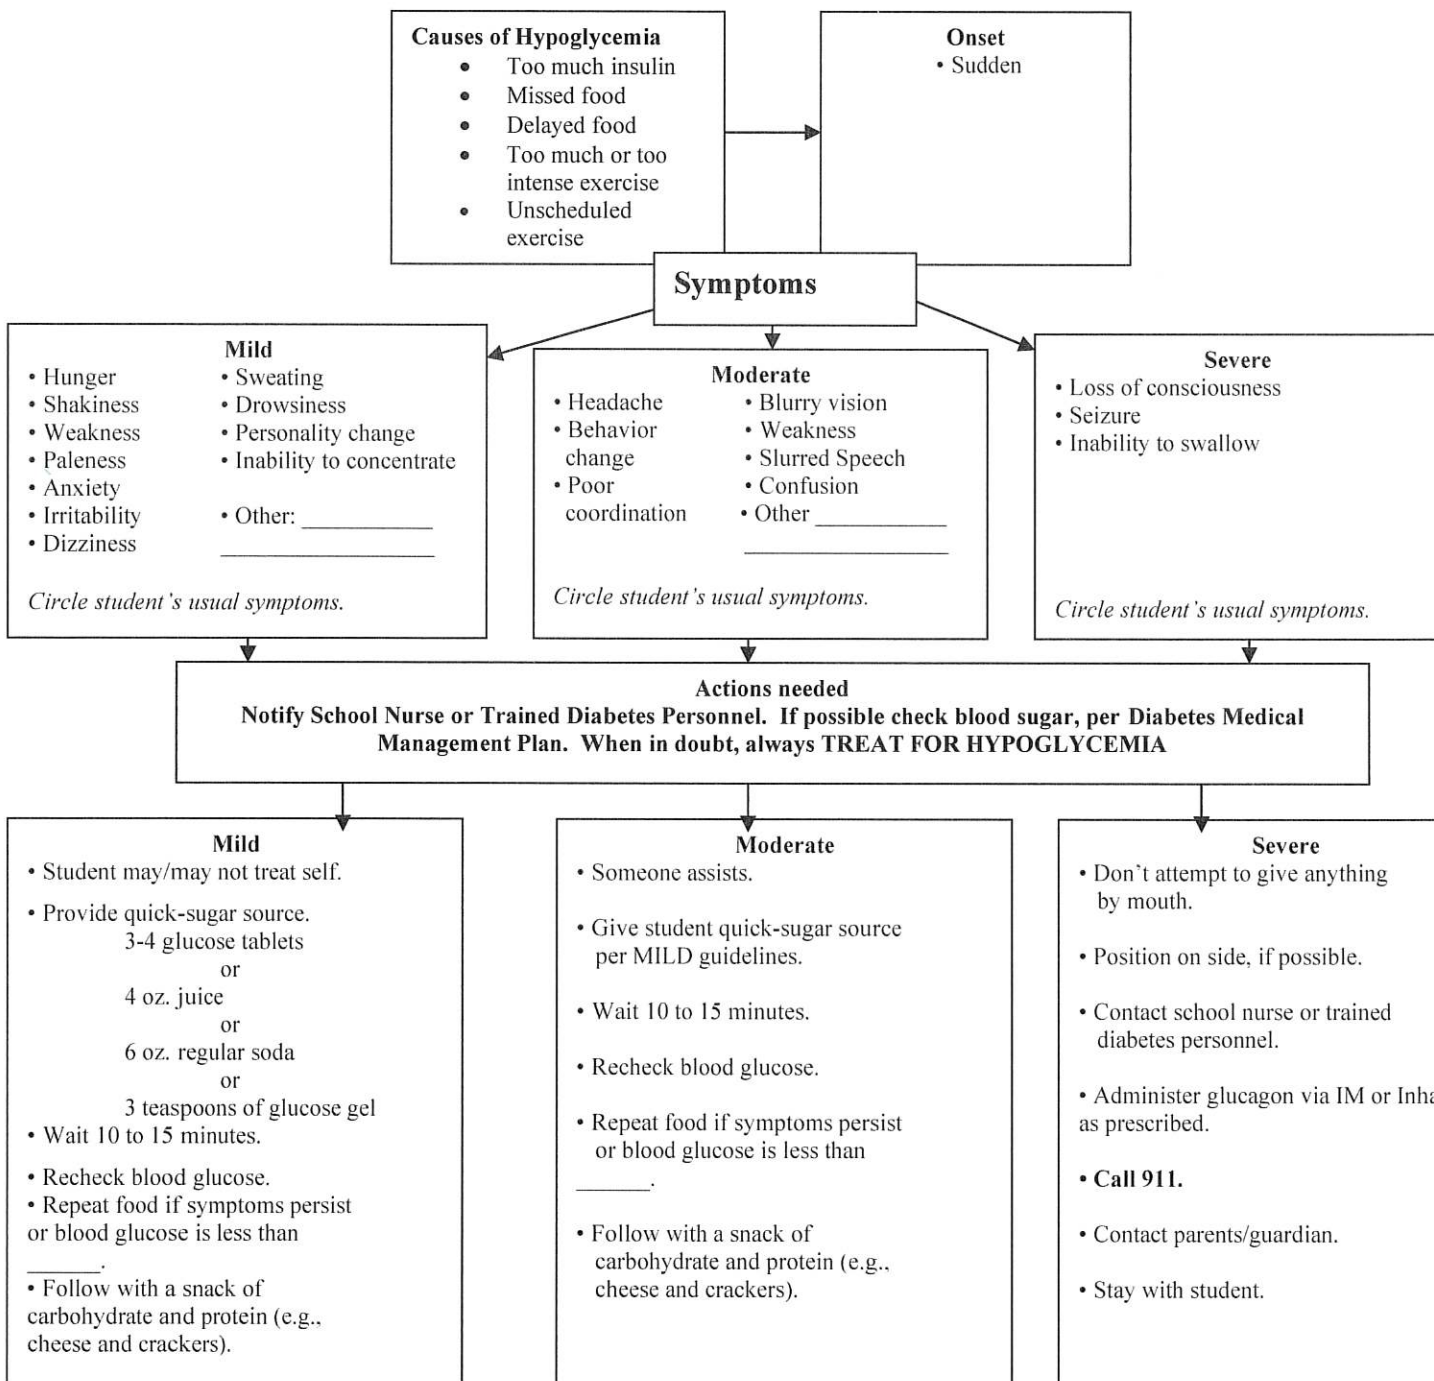 Causes of Hypoglycemia
• Too much insulin
• Missed food
• Delayed food
• Too much or too
intense exercise
• Unscheduled
exercise
Onset
• Sudden
Symptoms
Mild
• Hunger
• Shakiness
• Weakness
• Paleness
• Anxiety
• Irritability
• Dizziness
• Sweating
• Drowsiness
• Personality change
• Inability to concentrate
• Other: ____________
____________________
Circle student's usual symptoms.
Moderate
• Headache
• Behavior
change
• Poor
coordination
• Blurry vision
• Weakness
• Slurred Speech
• Confusion
• Other ____________
___________________
Circle student's usual symptoms.
Severe
• Loss of consciousness
• Seizure
• Inability to swallow
Circle student's usual symptoms.
Actions needed
Notify School Nurse or Trained Diabetes Personnel. If possible check blood sugar, per Diabetes Medical
Management Plan. When in doubt, always TREAT FOR HYPOGLYCEMIA
Mild
• Student may/may not treat self.
• Provide quick-sugar source.
3-4 glucose tablets
or
4 oz. juice
or
6 oz. regular soda
or
3 teaspoons of glucose gel
• Wait 10 to 15 minutes.
• Recheck blood glucose.
• Repeat food if symptoms persist
or blood glucose is less than
______.
• Follow with a snack of
carbohydrate and protein (e.g.,
cheese and crackers).
Moderate
• Someone assists.
• Give student quick-sugar source
per MILD guidelines.
• Wait 10 to 15 minutes.
• Recheck blood glucose.
• Repeat food if symptoms persist
or blood glucose is less than
______.
• Follow with a snack of
carbohydrate and protein (e.g.,
cheese and crackers).
Severe
• Don't attempt to give anything
by mouth.
• Position on side, if possible.
• Contact school nurse or trained
diabetes personnel.
• Administer glucagon via IM or Inha
as prescribed.
• Call 911.
• Contact parents/guardian.
• Stay with student.